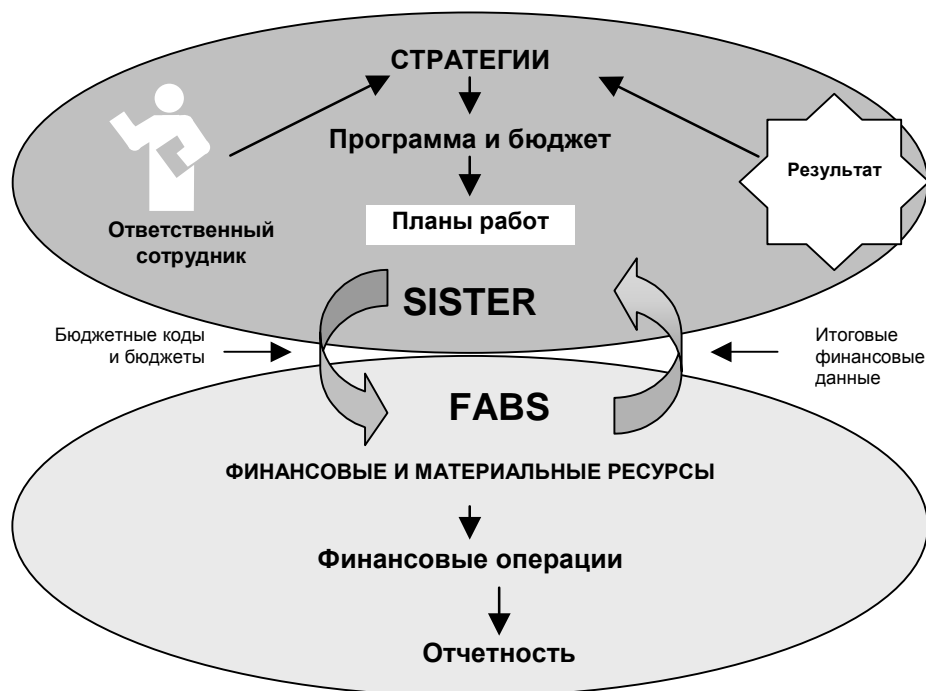 СТРАТЕГИИ
Программа и бюджет
Результат
Планы работ
Ответственный
сотрудник
SISTER
Бюджетные коды
и бюджеты
Итоговые
финансовые
данные
FABS
ФИНАНСОВЫЕ И МАТЕРИАЛЬНЫЕ РЕСУРСЫ
Финансовые операции
Отчетность